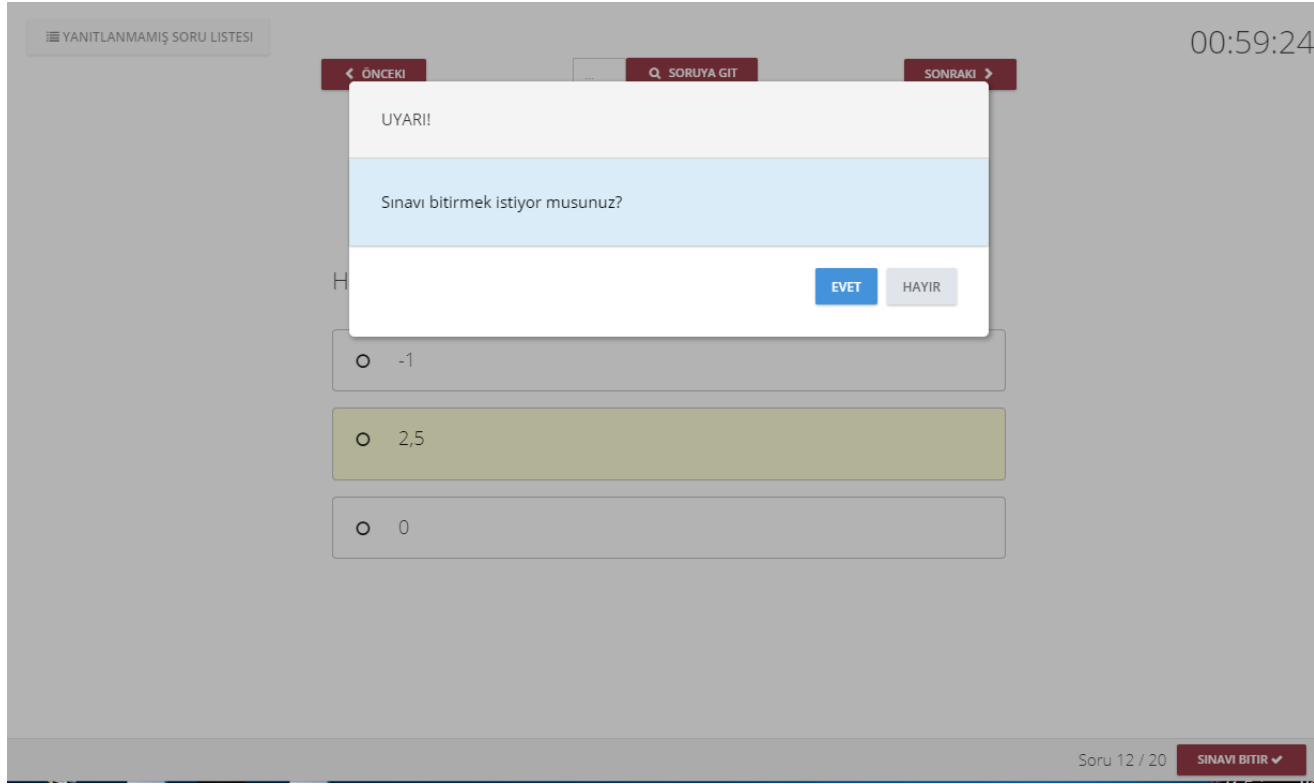 YANITLANMAMIŞ SORU LISTESI
00:59:24
ÖNCEKI
...
SORUYA GIT
SONRAKI
UYARI!
Sınavı bitirmek istiyor musunuz?
H
EVET
HAYIR
-1
2,5
0
Soru 12 / 20
SINAVI BITIR